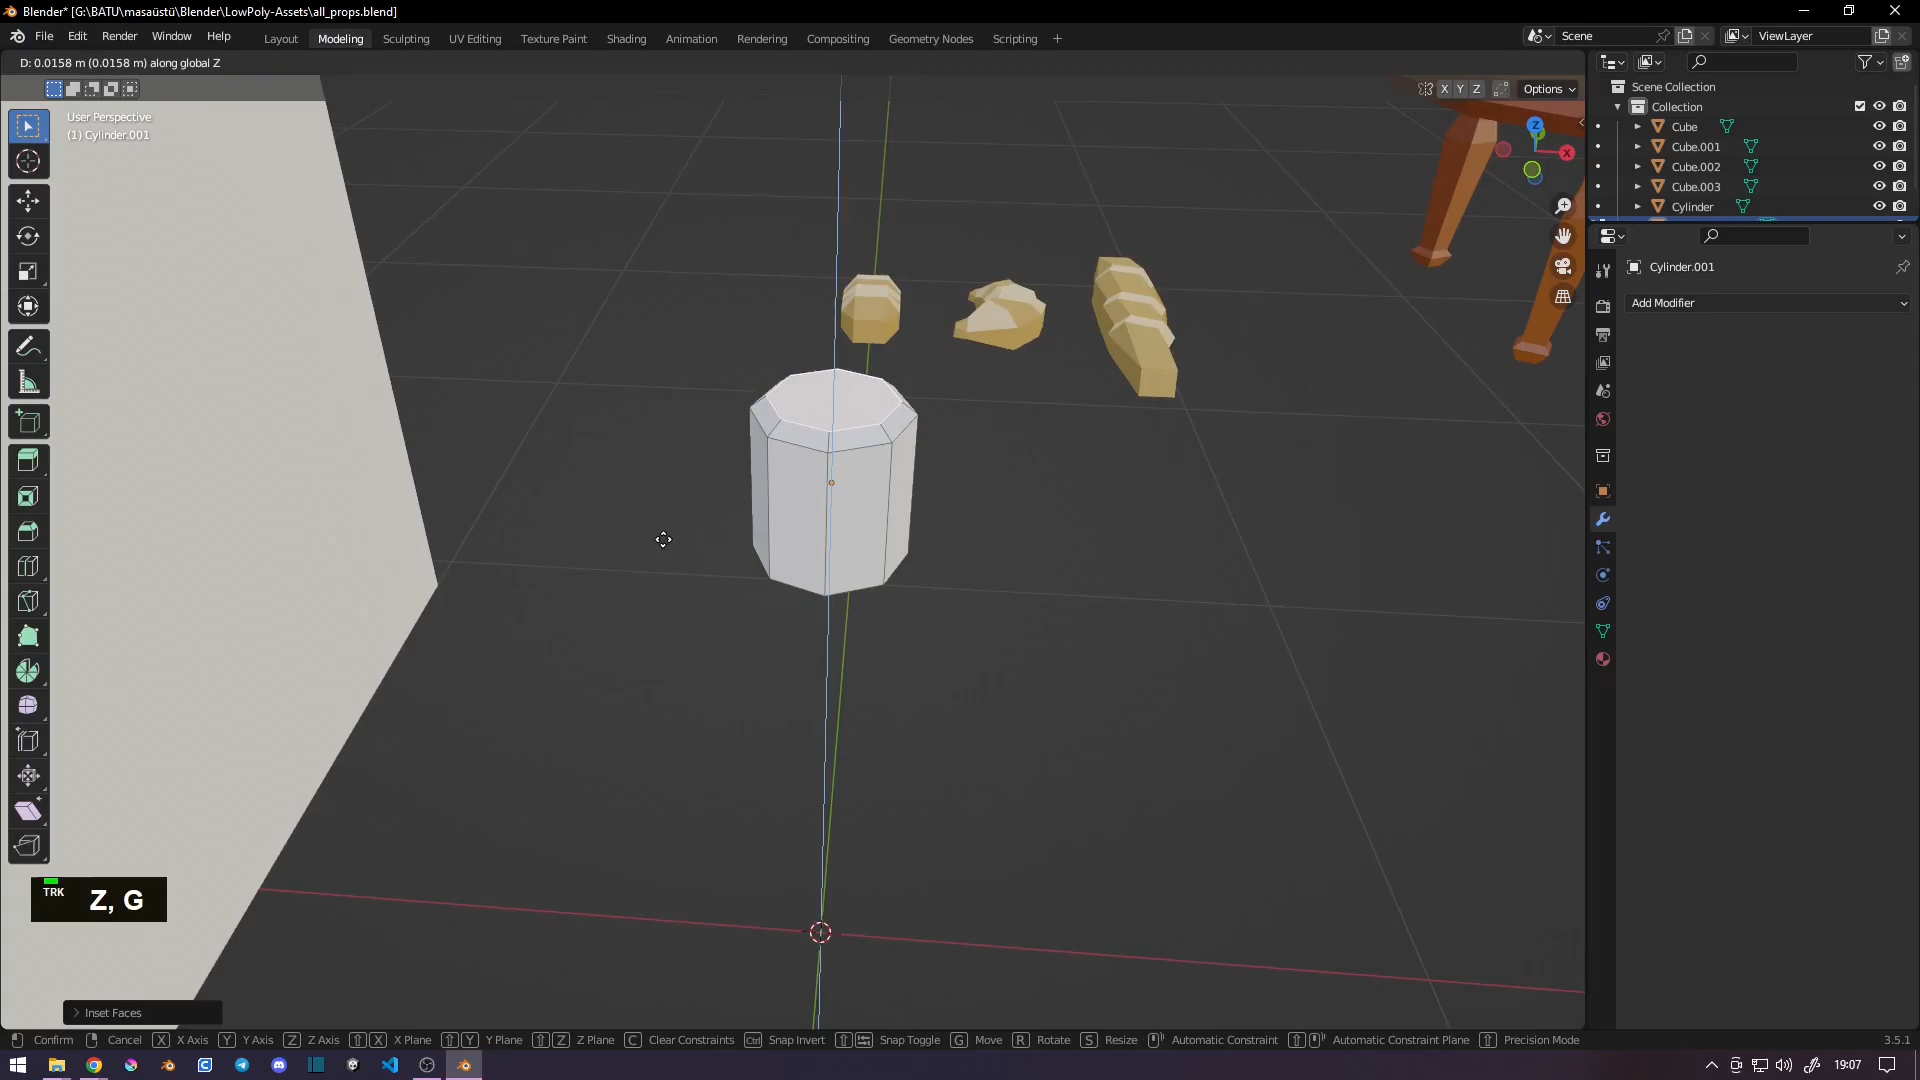 Blender* [G:\BATU\masaüstü\Blender\LowPoly-Assets\all_props.blend]
File Edit Render Window Help Layout Modeling Sculpting UV Editing Texture Paint Shading Animation Rendering Compositing Geometry Nodes Scripting + Scene ViewLayer
D: 0.0158 m (0.0158 m) along global Z
X Y Z Options
User Perspective
(1) Cylinder.001
Scene Collection
Collection
Cube
Cube.001
Cube.002
Cube.003
Cylinder
Z
X
Cylinder.001
Add Modifier
TRK Z, G
Inset Faces
Confirm Cancel X X Axis Y Y Axis Z Z Axis X X Plane Y Y Plane Z Z Plane C Clear Constraints Ctrl Snap Invert Snap Toggle G Move R Rotate S Resize Automatic Constraint Automatic Constraint Plane Precision Mode 3.5.1
19:07